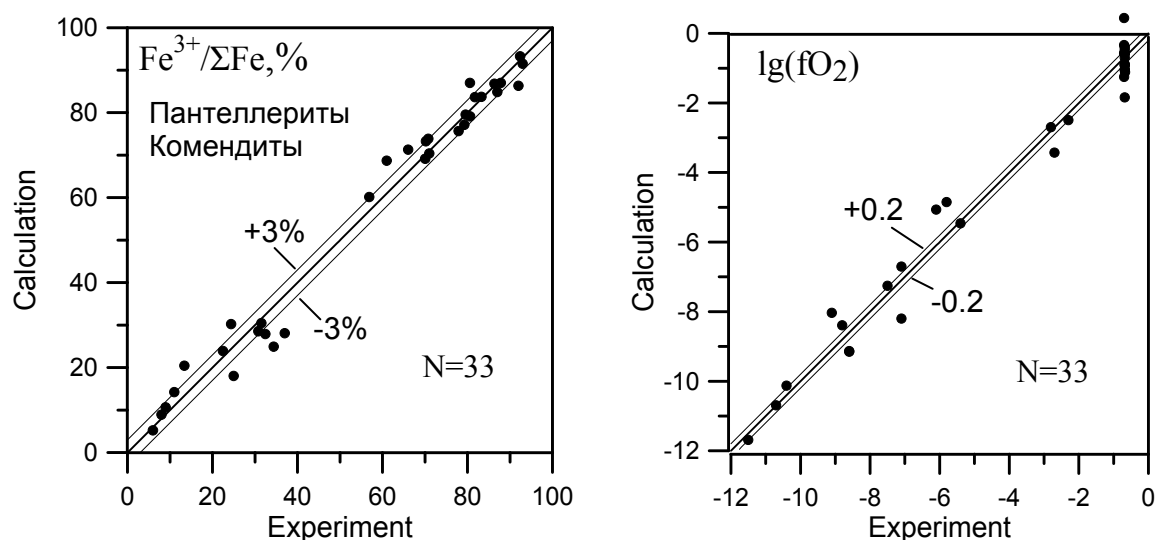 Fe³⁺/ΣFe,%
Пантеллериты
Комендиты
+3%
-3%
N=33
100
80
60
40
20
0
0 20 40 60 80 100
Calculation
Experiment
lg(fO₂)
+0.2
-0.2
N=33
0
-2
-4
-6
-8
-10
-12
-12 -10 -8 -6 -4 -2 0
Calculation
Experiment